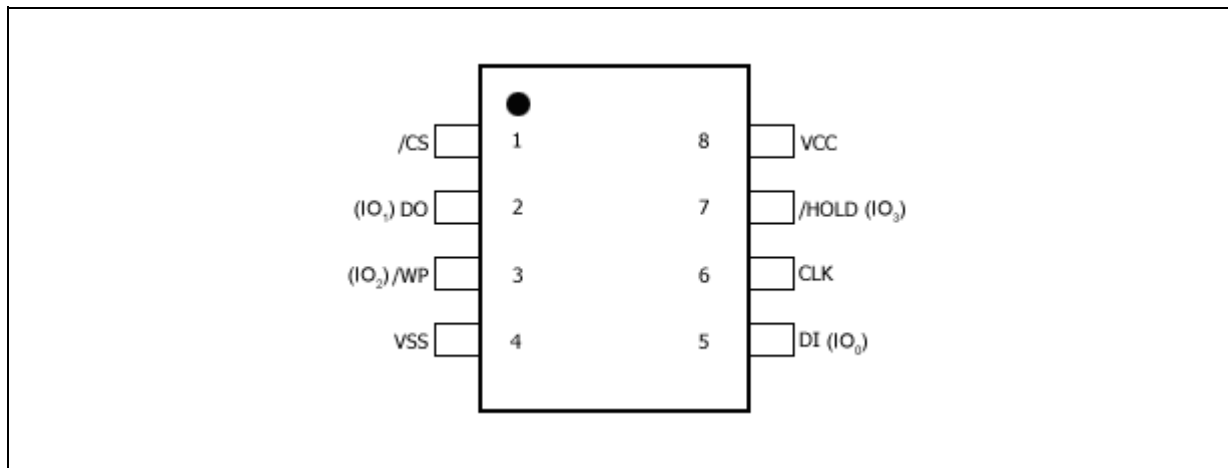 /CS 1 8 VCC
(IO₁) DO 2 7 /HOLD (IO₃)
(IO₂) /WP 3 6 CLK
VSS 4 5 DI (IO₀)